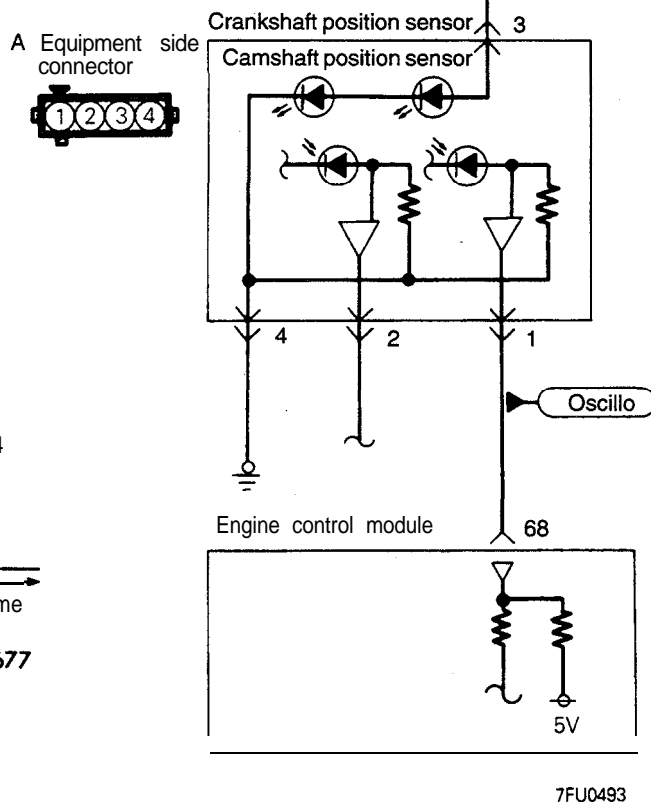 Crankshaft position sensor
3
A Equipment side
connector
Camshaft position sensor
1 2 3 4
4
2
1
Oscillo
4
Engine control module
68
me
677
5V
7FU0493